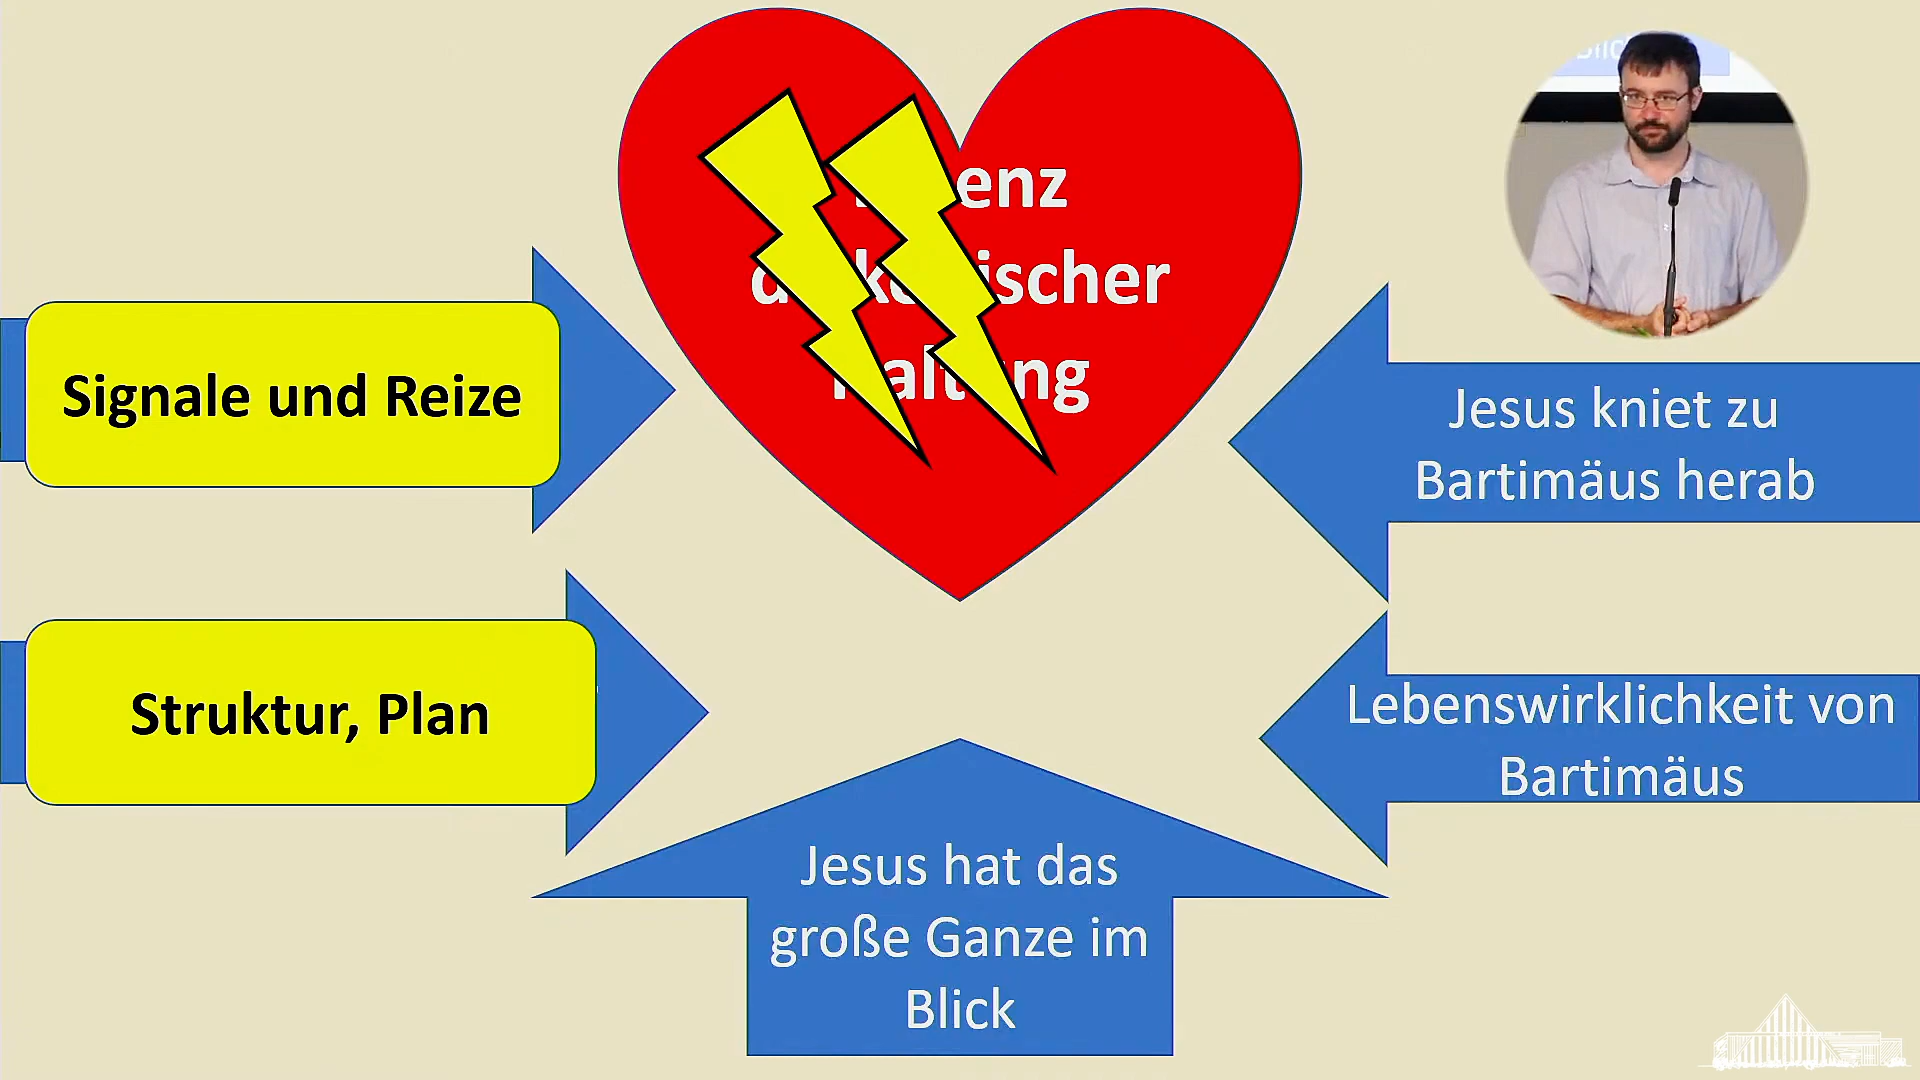 enz
ischer
Signale und Reize
Jesus kniet zu
Bartimäus herab
Struktur, Plan
Lebenswirklichkeit von
Bartimäus
Jesus hat das
große Ganze im
Blick